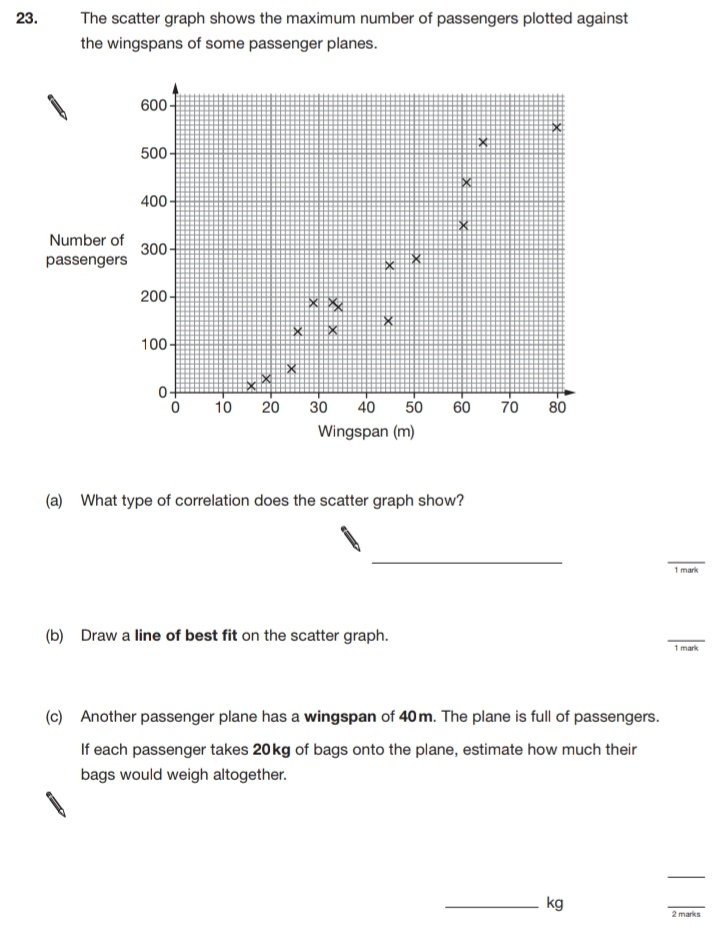 23. The scatter graph shows the maximum number of passengers plotted against
the wingspans of some passenger planes.
600
500
400
Number of
passengers
300
200
100
0
0 10 20 30 40 50 60 70 80
Wingspan (m)
(a) What type of correlation does the scatter graph show?
1 mark
(b) Draw a line of best fit on the scatter graph.
1 mark
(c) Another passenger plane has a wingspan of 40 m. The plane is full of passengers.
If each passenger takes 20 kg of bags onto the plane, estimate how much their
bags would weigh altogether.
kg
2 marks